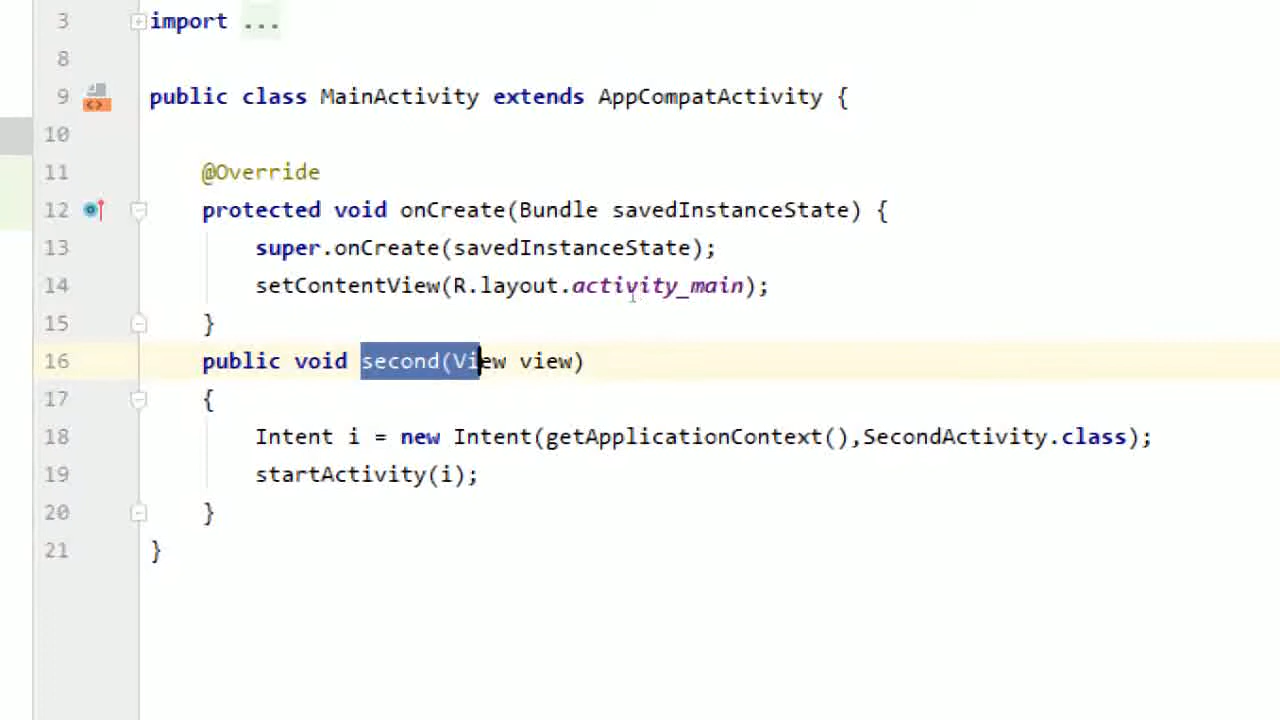 3 import ...
8
9 public class MainActivity extends AppCompatActivity {
10
11 @Override
12 protected void onCreate(Bundle savedInstanceState) {
13 super.onCreate(savedInstanceState);
14 setContentView(R.layout.activity_main);
15 }
16 public void second(View view)
17 {
18 Intent i = new Intent(getApplicationContext(),SecondActivity.class);
19 startActivity(i);
20 }
21 }